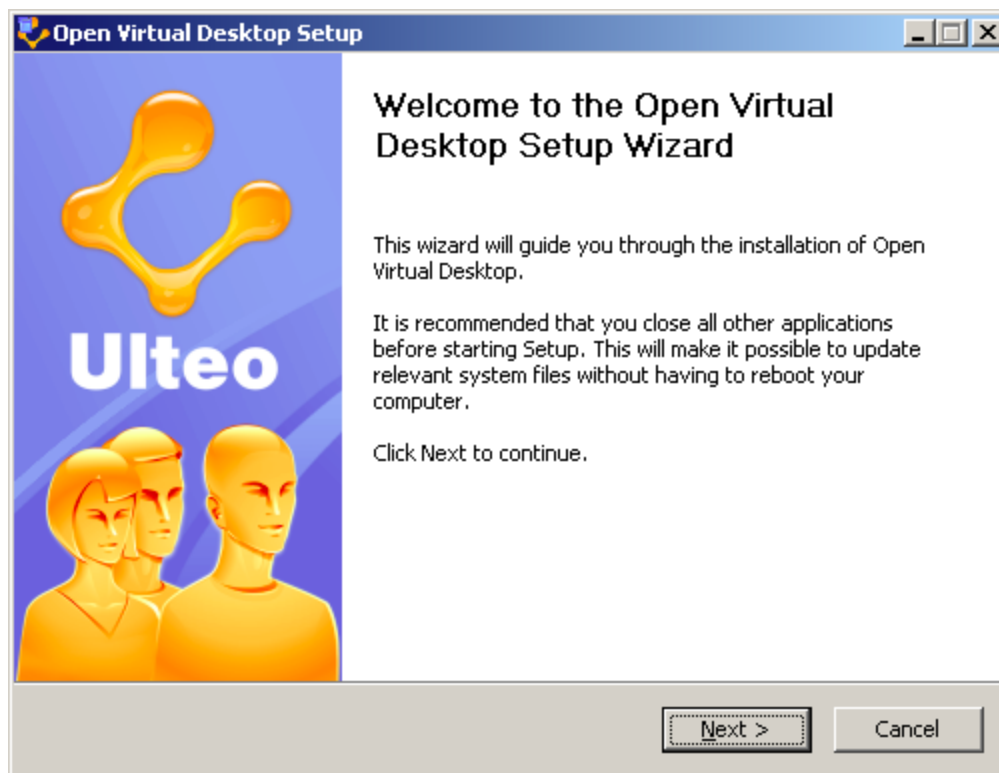 Open Virtual Desktop Setup
Welcome to the Open Virtual
Desktop Setup Wizard
This wizard will guide you through the installation of Open
Virtual Desktop.
It is recommended that you close all other applications
before starting Setup. This will make it possible to update
relevant system files without having to reboot your
computer.
Click Next to continue.
Ulteo
Next >
Cancel